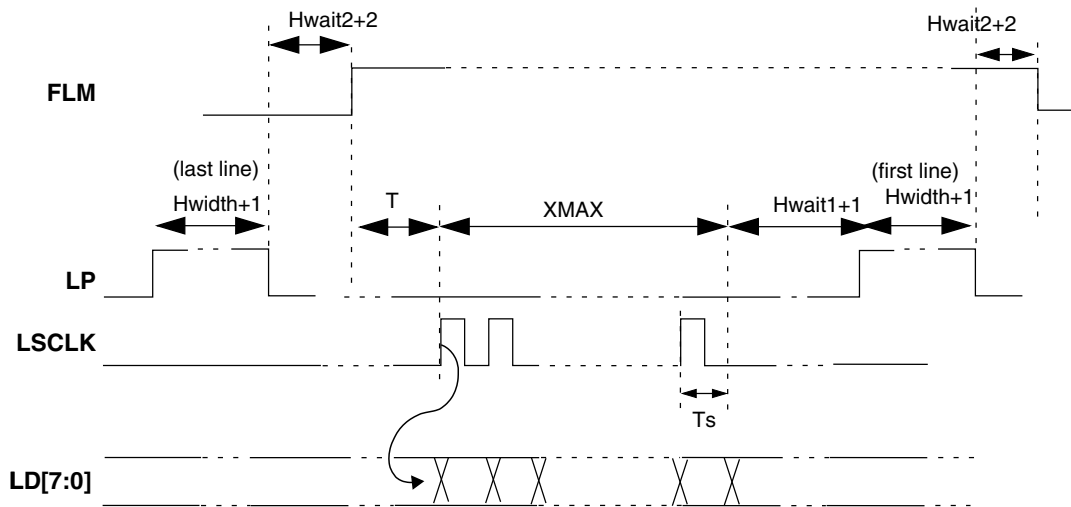 Hwait2+2
Hwait2+2
FLM
(last line)
(first line)
Hwidth+1
T
XMAX
Hwait1+1
Hwidth+1
LP
LSCLK
Ts
LD[7:0]